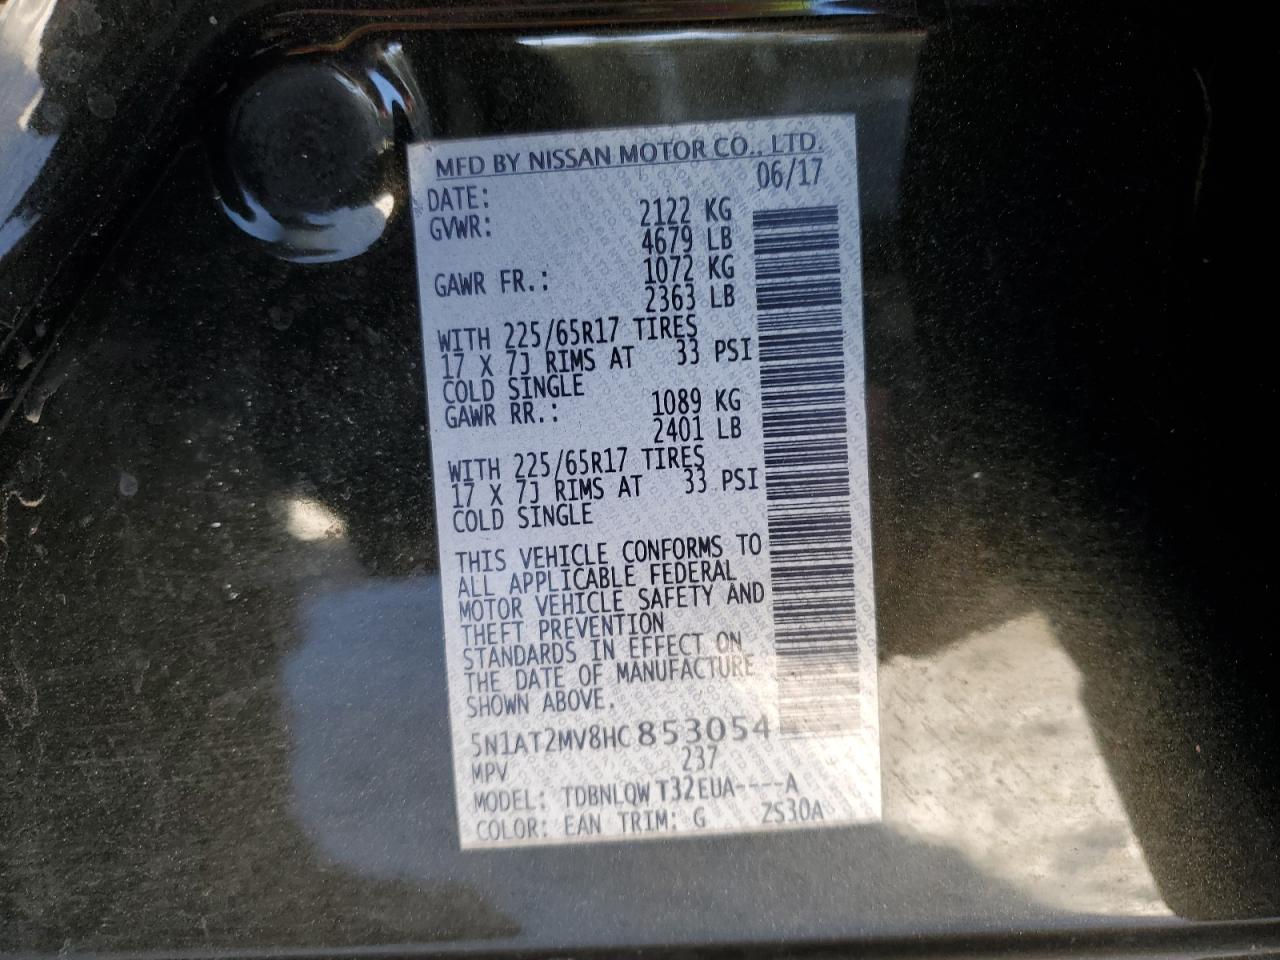 MFD BY NISSAN MOTOR CO., LTD.
DATE: 06/17
GVWR: 2122 KG
4679 LB
GAWR FR.: 1072 KG
2363 LB
WITH 225/65R17 TIRES
17 X 7J RIMS AT 33 PSI
COLD SINGLE
GAWR RR.: 1089 KG
2401 LB
WITH 225/65R17 TIRES
17 X 7J RIMS AT 33 PSI
COLD SINGLE
THIS VEHICLE CONFORMS TO
ALL APPLICABLE FEDERAL
MOTOR VEHICLE SAFETY AND
THEFT PREVENTION
STANDARDS IN EFFECT ON
THE DATE OF MANUFACTURE
SHOWN ABOVE.
5N1AT2MV8HC853054
MPV 237
MODEL: TDBNLQW T32EUA----A
COLOR: EAN TRIM: G ZS30A